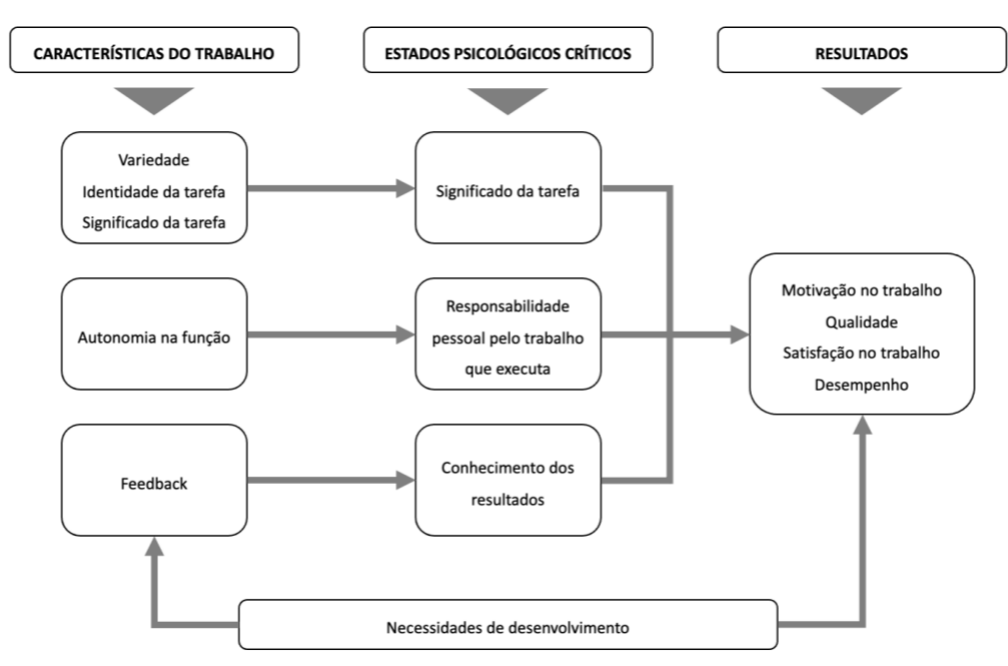 CARACTERÍSTICAS DO TRABALHO
ESTADOS PSICOLÓGICOS CRÍTICOS
RESULTADOS
Variedade
Identidade da tarefa
Significado da tarefa
Significado da tarefa
Autonomia na função
Responsabilidade
pessoal pelo trabalho
que executa
Motivação no trabalho
Qualidade
Satisfação no trabalho
Desempenho
Feedback
Conhecimento dos
resultados
Necessidades de desenvolvimento